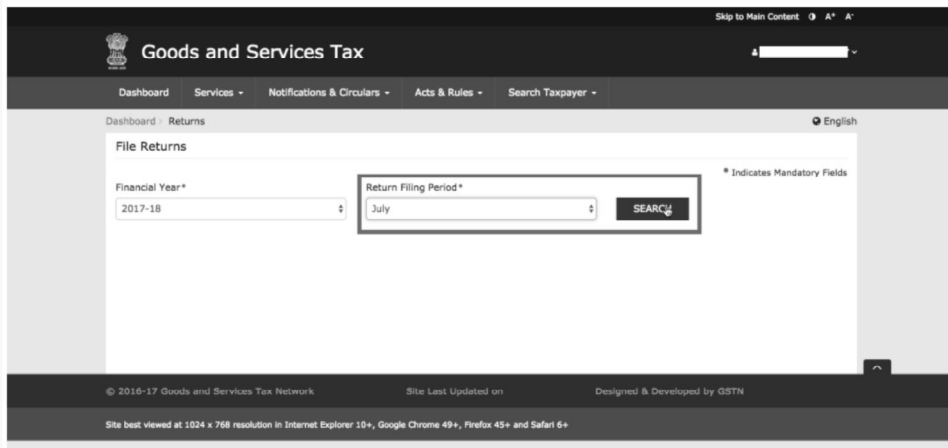 Skip to Main Content A+ A-
Goods and Services Tax
Dashboard Services Notifications & Circulars Acts & Rules Search Taxpayer
Dashboard > Returns English
File Returns
* Indicates Mandatory Fields
Financial Year* Return Filing Period*
2017-18 July SEARCH
© 2016-17 Goods and Services Tax Network Site Last Updated on Designed & Developed by GSTN
Site best viewed at 1024 x 768 resolution in Internet Explorer 10+, Google Chrome 49+, Firefox 45+ and Safari 6+